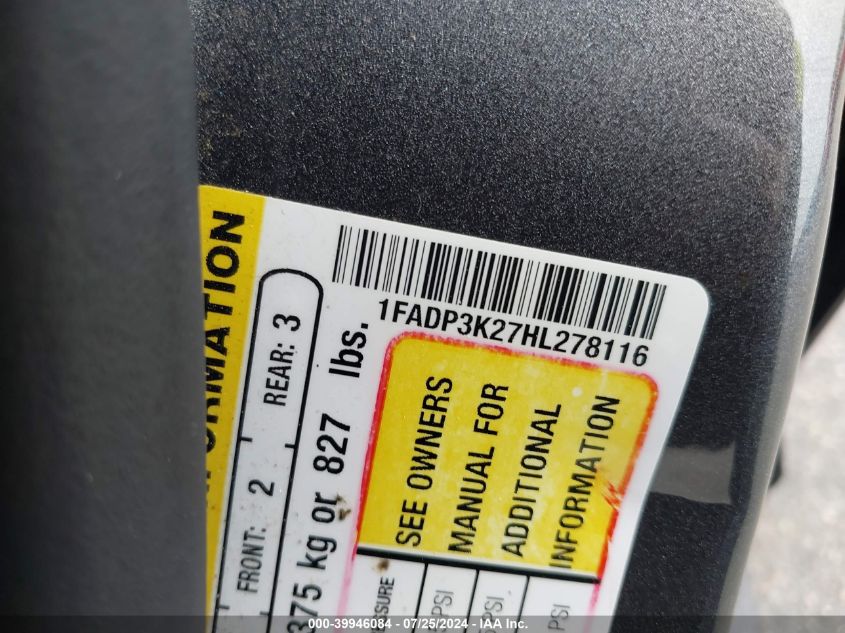 FORMATION
FRONT: 2 REAR: 3
375 kg or 827 lbs.
1FADP3K27HL278116
SEE OWNERS
MANUAL FOR
ADDITIONAL
INFORMATION
PSI
PSI
PSI
000-39946084 - 07/25/2024 - IAA Inc.